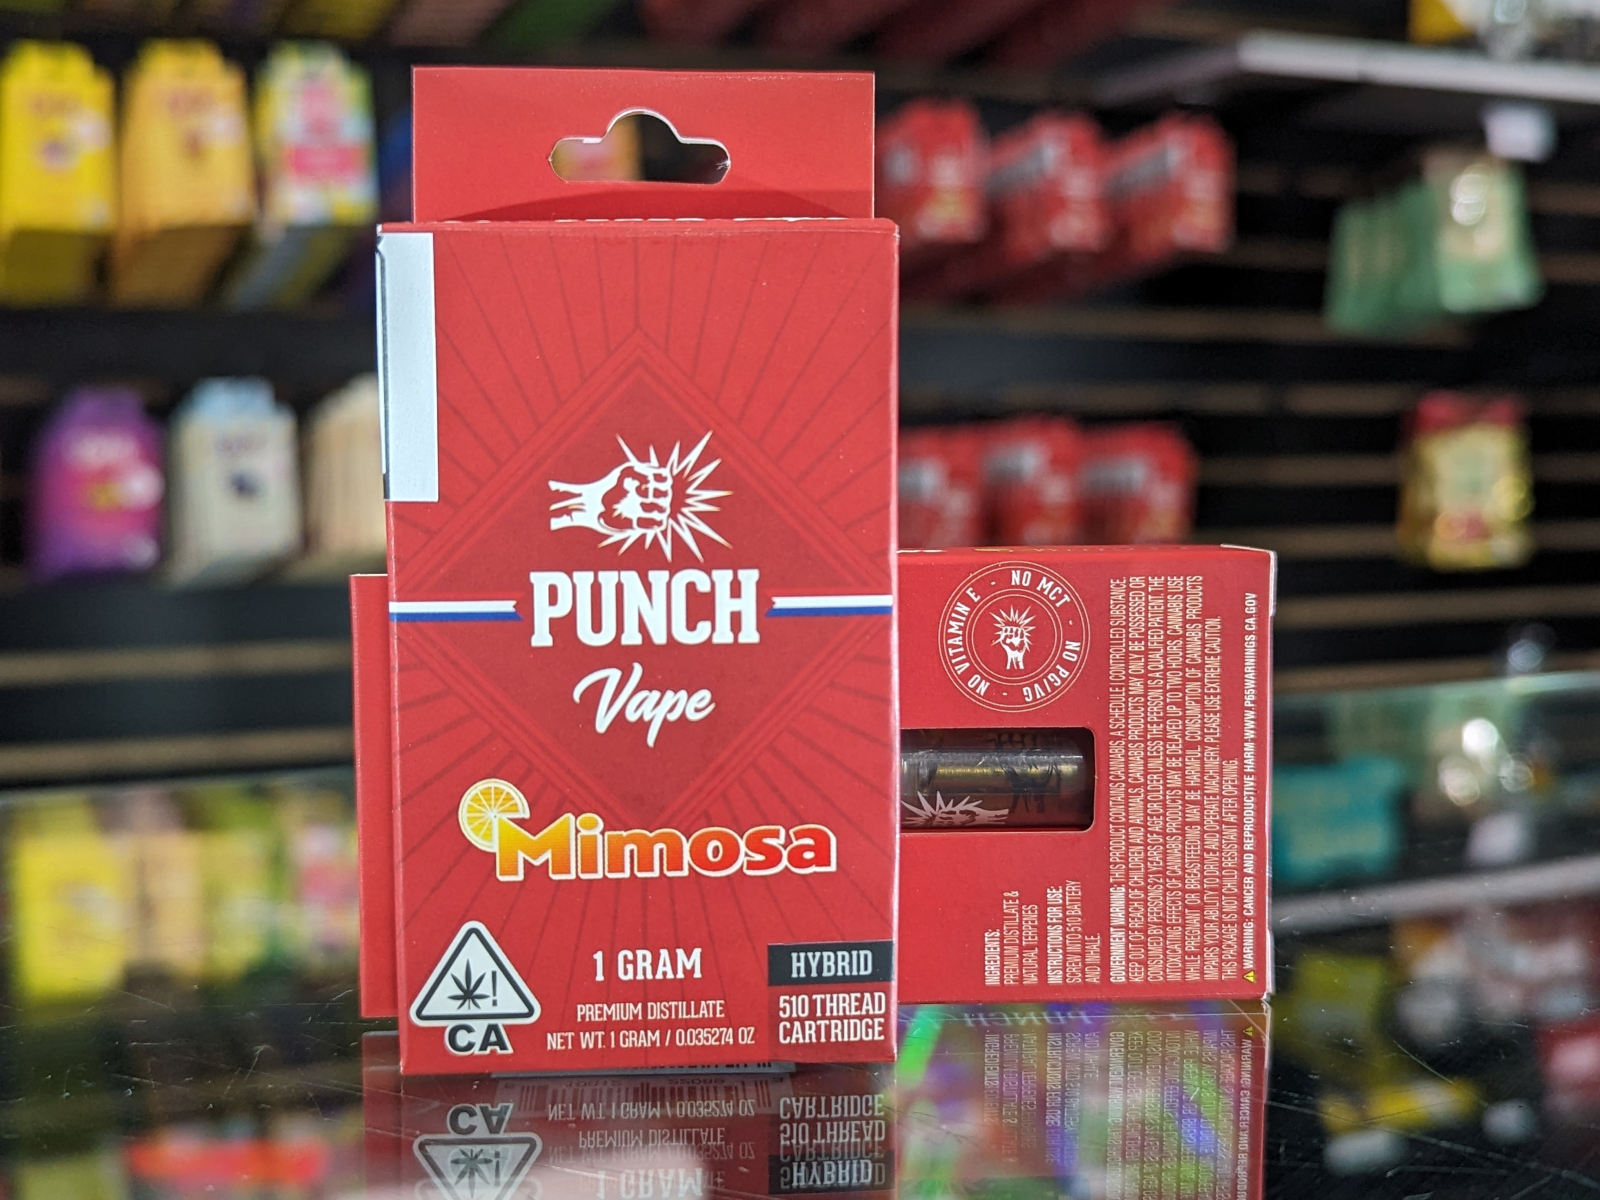 PUNCH
Vape
Mimosa
1 GRAM
PREMIUM DISTILLATE
NET WT. 1 GRAM / 0.035274 OZ
HYBRID
510 THREAD
CARTRIDGE
!
CA
NO VITAMIN E - NO MCT - NO PG/VG -
INGREDIENTS:
PREMIUM DISTILLATE &
NATURAL TERPENES
INSTRUCTIONS FOR USE:
SCREW INTO 510 BATTERY
AND INHALE.
GOVERNMENT WARNING: THIS PRODUCT CONTAINS CANNABIS, A SCHEDULE I CONTROLLED SUBSTANCE.
KEEP OUT OF REACH OF CHILDREN AND ANIMALS. CANNABIS PRODUCTS MAY ONLY BE POSSESSED OR
CONSUMED BY PERSONS 21 YEARS OF AGE OR OLDER UNLESS THE PERSON IS A QUALIFIED PATIENT. THE
INTOXICATING EFFECTS OF CANNABIS PRODUCTS MAY BE DELAYED UP TO TWO HOURS. CANNABIS USE
WHILE PREGNANT OR BREASTFEEDING MAY BE HARMFUL. CONSUMPTION OF CANNABIS PRODUCTS
IMPAIRS YOUR ABILITY TO DRIVE AND OPERATE MACHINERY. PLEASE USE EXTREME CAUTION.
THIS PACKAGE IS NOT CHILD RESISTANT AFTER OPENING.
WARNING: CANCER AND REPRODUCTIVE HARM-WWW.P65WARNINGS.CA.GOV